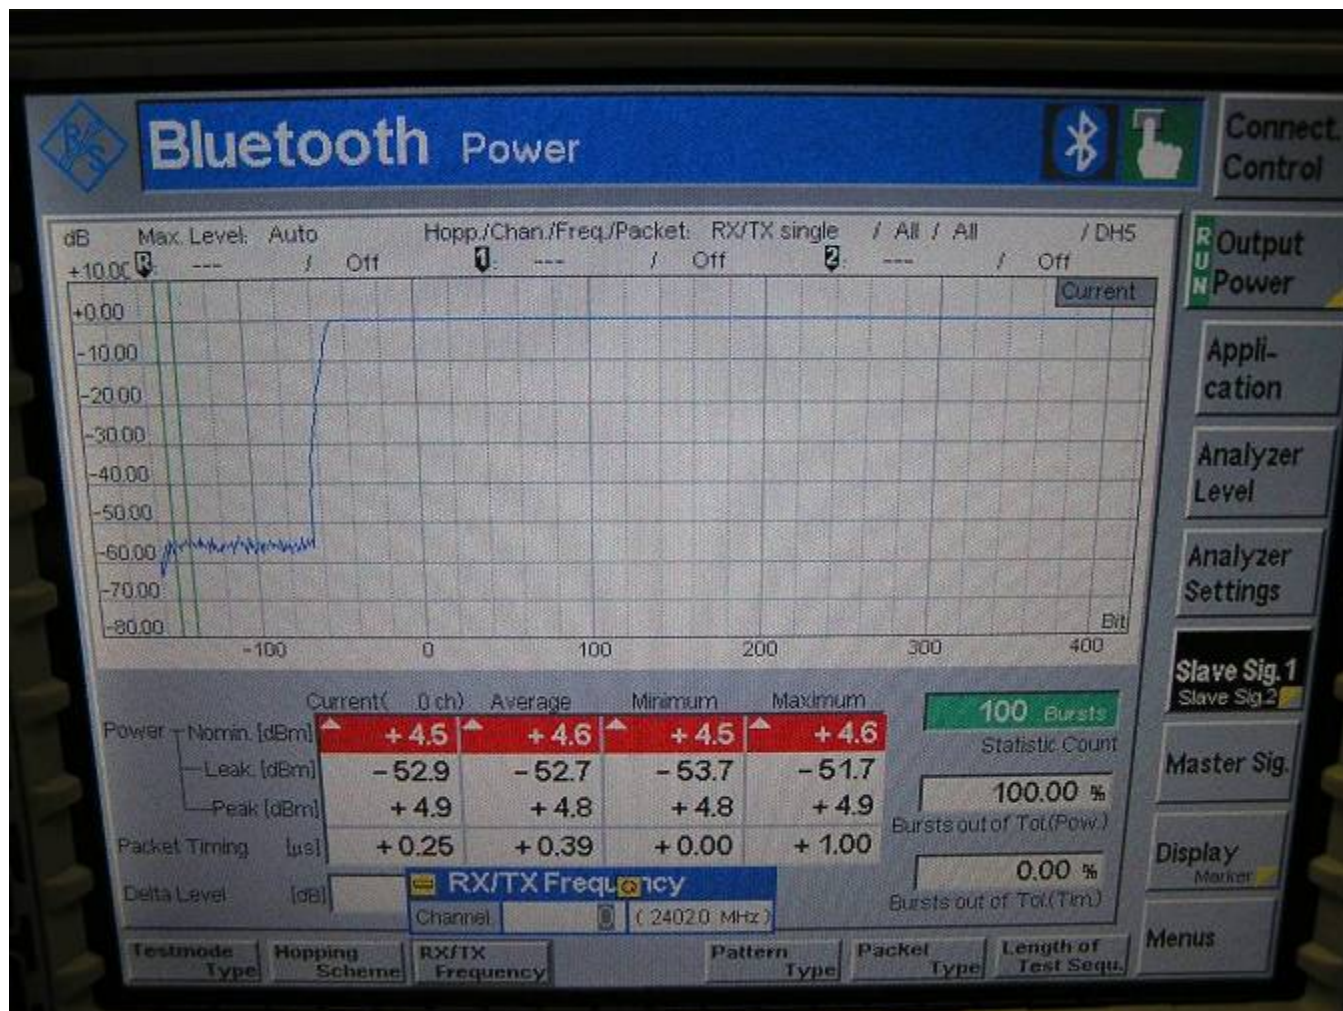 R S
Bluetooth Power
Connect. Control
dB Max. Level: Auto Hopp./Chan./Freq./Packet: RX/TX single / All / All / DH5
+10.00 R: --- / Off 1: --- / Off 2: --- / Off
Current
+0.00
-10.00
-20.00
-30.00
-40.00
-50.00
-60.00
-70.00
-80.00
Bit
-100 0 100 200 300 400
RUN
Output Power
Appli-
cation
Analyzer Level
Analyzer Settings
Slave Sig.1
Slave Sig.2
Master Sig.
Display
Marker
Menus
Current( 0 ch) Average Minimum Maximum
Power Nomin. [dBm] +4.5 +4.6 +4.5 +4.6
Leak. [dBm] -52.9 -52.7 -53.7 -51.7
Peak [dBm] +4.9 +4.8 +4.8 +4.9
Packet Timing [µs] +0.25 +0.39 +0.00 +1.00
Delta Level [dB]
100 Bursts
Statistic Count
100.00 %
Bursts out of Tol.(Pow.)
0.00 %
Bursts out of Tol.(Tim.)
RX/TX Frequency
Channel 0 ( 2402.0 MHz )
Testmode Type
Hopping Scheme
RX/TX Frequency
Pattern Type
Packet Type
Length of Test Sequ.